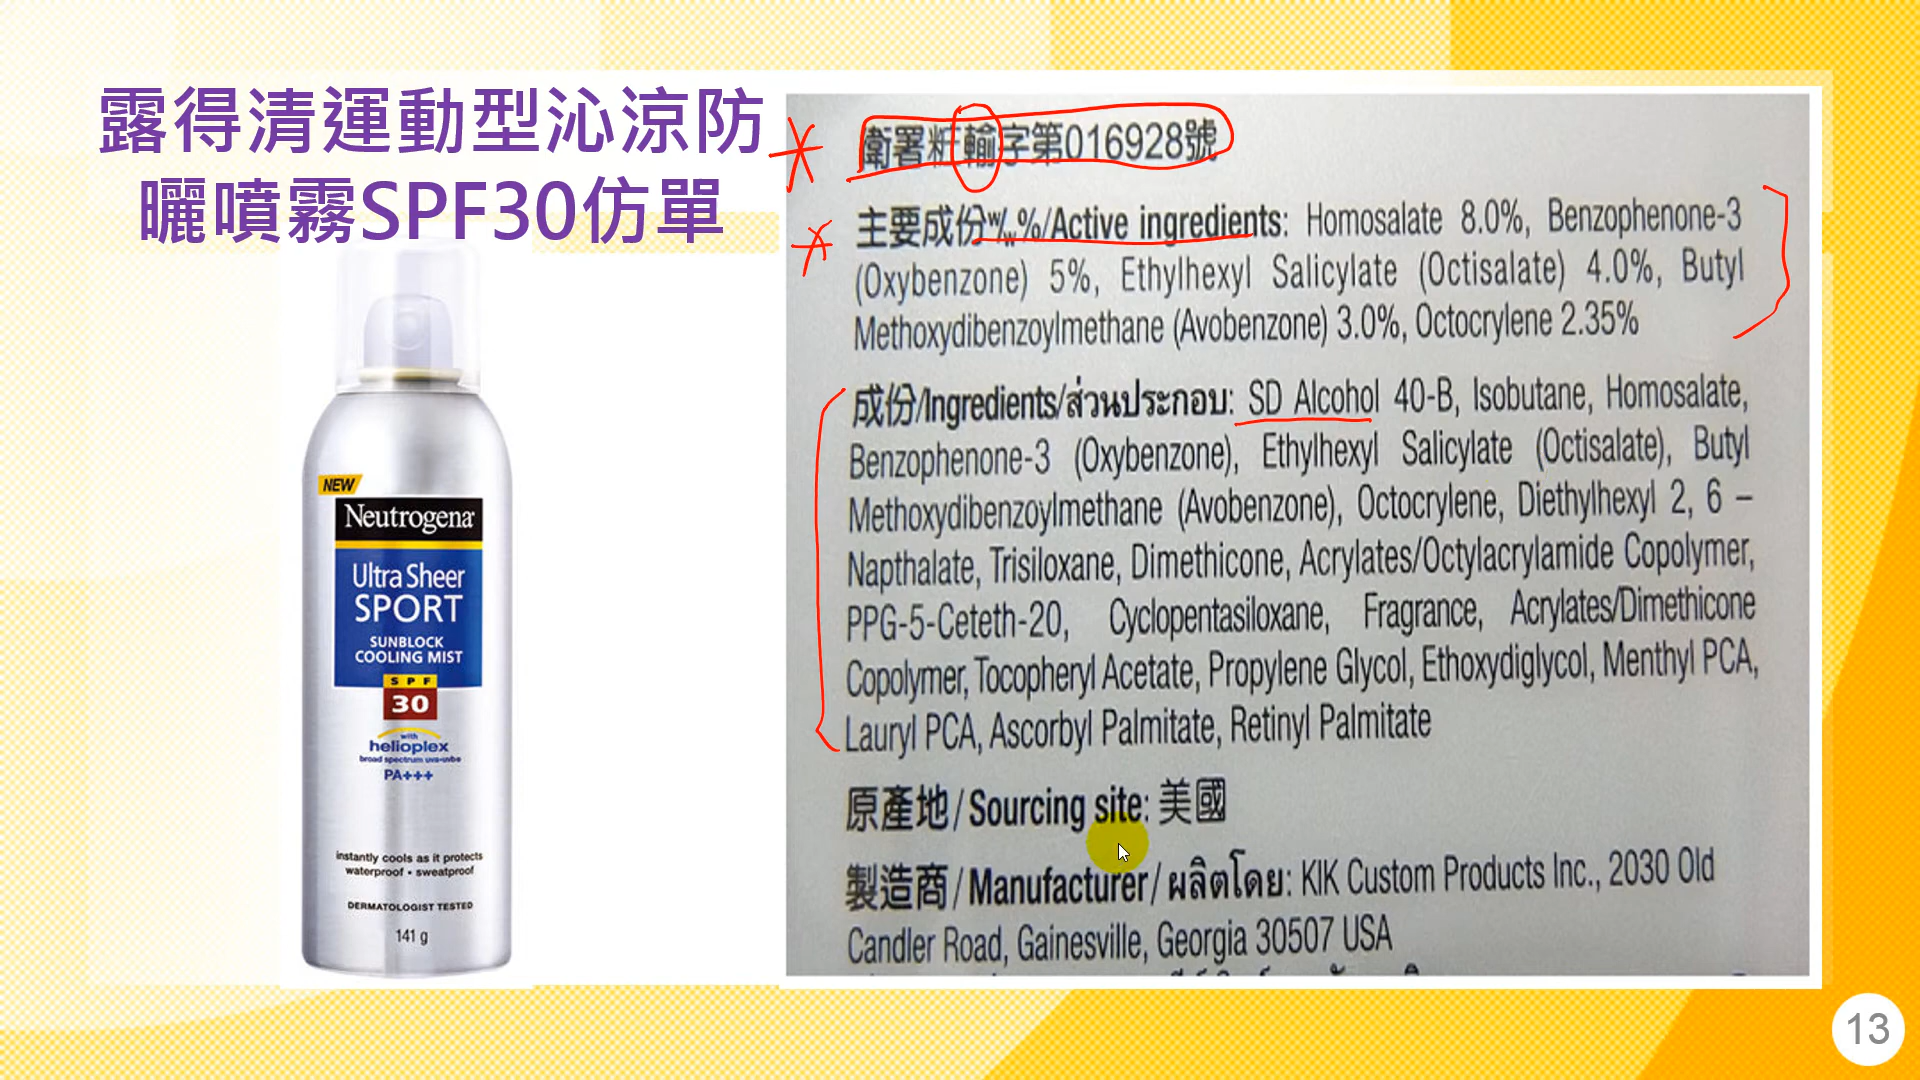 露得清運動型沁涼防
曬噴霧SPF30仿單
NEW
Neutrogena
Ultra Sheer
SPORT
SUNBLOCK
COOLING MIST
SPF
30
with
helioplex
broad spectrum uva-uvb
PA+++
instantly cools as it protects
waterproof • sweatproof
DERMATOLOGIST TESTED
141 g
衛署粧輸字第016928號
主要成份w/w%/Active ingredients: Homosalate 8.0%, Benzophenone-3
(Oxybenzone) 5%, Ethylhexyl Salicylate (Octisalate) 4.0%, Butyl
Methoxydibenzoylmethane (Avobenzone) 3.0%, Octocrylene 2.35%
成份/Ingredients/ส่วนประกอบ: SD Alcohol 40-B, Isobutane, Homosalate,
Benzophenone-3 (Oxybenzone), Ethylhexyl Salicylate (Octisalate), Butyl
Methoxydibenzoylmethane (Avobenzone), Octocrylene, Diethylhexyl 2, 6 –
Napthalate, Trisiloxane, Dimethicone, Acrylates/Octylacrylamide Copolymer,
PPG-5-Ceteth-20, Cyclopentasiloxane, Fragrance, Acrylates/Dimethicone
Copolymer, Tocopheryl Acetate, Propylene Glycol, Ethoxydiglycol, Menthyl PCA,
Lauryl PCA, Ascorbyl Palmitate, Retinyl Palmitate
原產地/Sourcing site: 美國
製造商/Manufacturer/ผลิตโดย: KIK Custom Products Inc., 2030 Old
Candler Road, Gainesville, Georgia 30507 USA
13